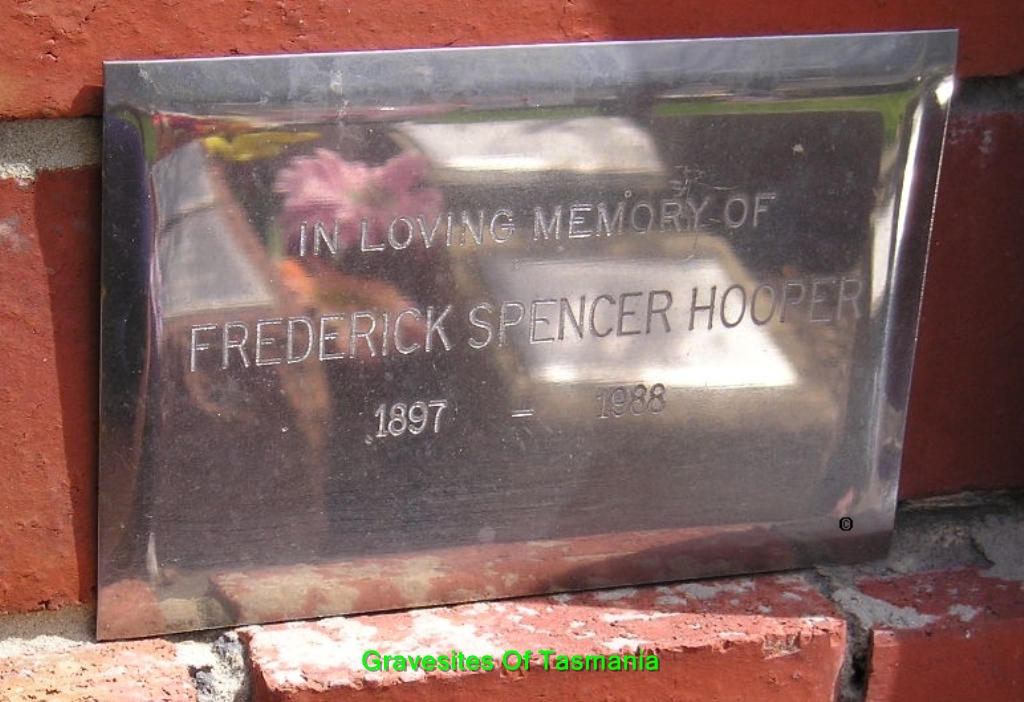 IN LOVING MEMORY OF
FREDERICK SPENCER HOOPER
1897 - 1988
©
Gravesites Of Tasmania